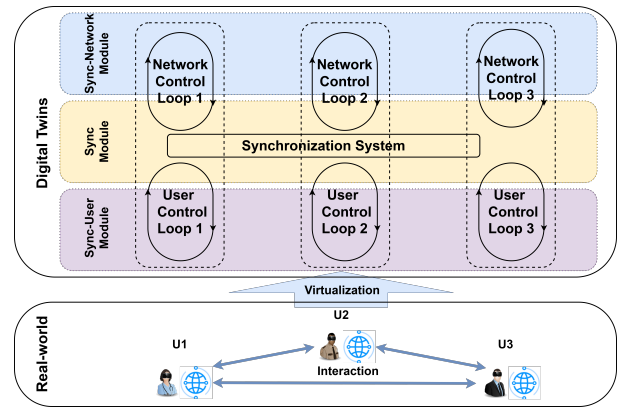 Digital Twins
Sync-Network
Module
Network
Control
Loop 1
Network
Control
Loop 2
Network
Control
Loop 3
Sync
Module
Synchronization System
Sync-User
Module
User
Control
Loop 1
User
Control
Loop 2
User
Control
Loop 3
Virtualization
Real-world
U1
U2
U3
Interaction